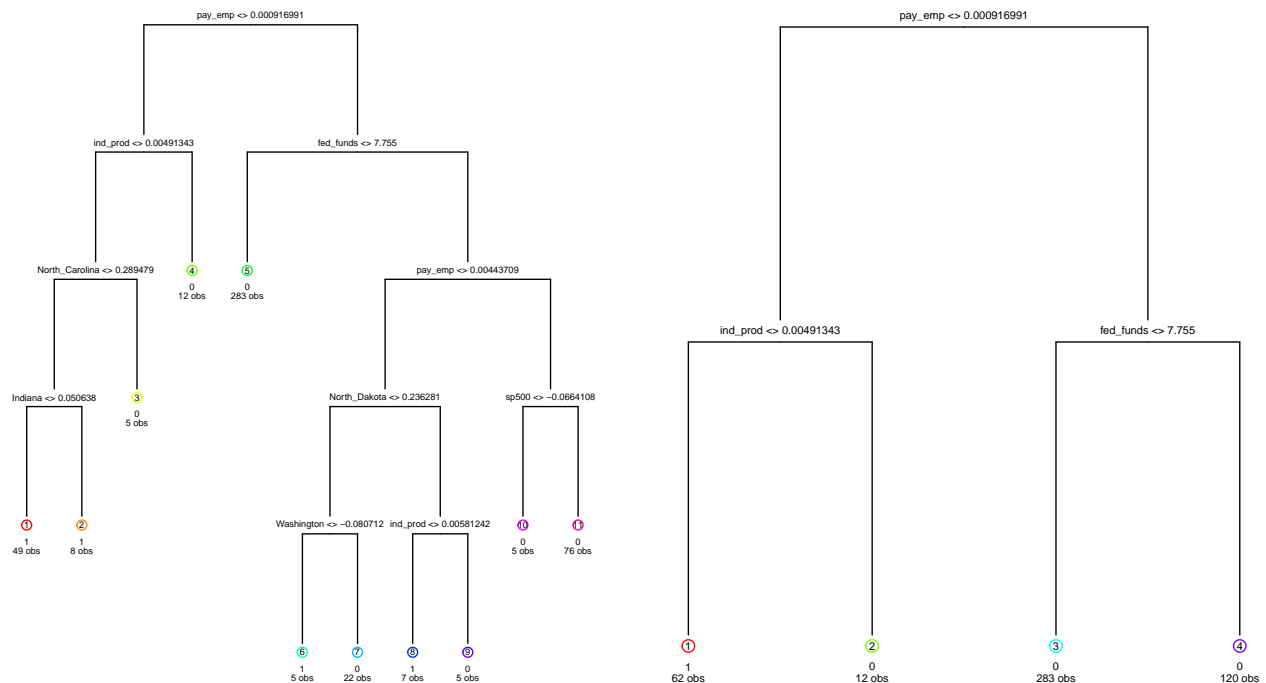 pay_emp <> 0.000916991
ind_prod <> 0.00491343
fed_funds <> 7.755
North_Carolina <> 0.289479
4
0
12 obs
5
0
283 obs
pay_emp <> 0.00443709
Indiana <> 0.050638
3
0
5 obs
North_Dakota <> 0.236281
sp500 <> −0.0664108
1
1
49 obs
2
1
8 obs
Washington <> −0.080712
ind_prod <> 0.00581242
10
0
5 obs
11
0
76 obs
6
1
5 obs
7
0
22 obs
8
1
7 obs
9
0
5 obs
pay_emp <> 0.000916991
ind_prod <> 0.00491343
fed_funds <> 7.755
1
1
62 obs
2
0
12 obs
3
0
283 obs
4
0
120 obs